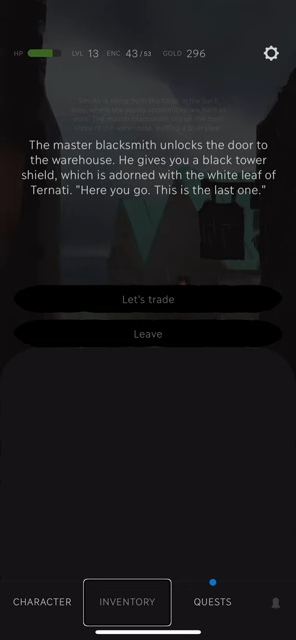 HP LVL 13 ENC 43/53 GOLD 296
The master blacksmith unlocks the door to
the warehouse. He gives you a black tower
shield, which is adorned with the white leaf of
Ternati. "Here you go. This is the last one."
Let's trade
Leave
CHARACTER INVENTORY QUESTS